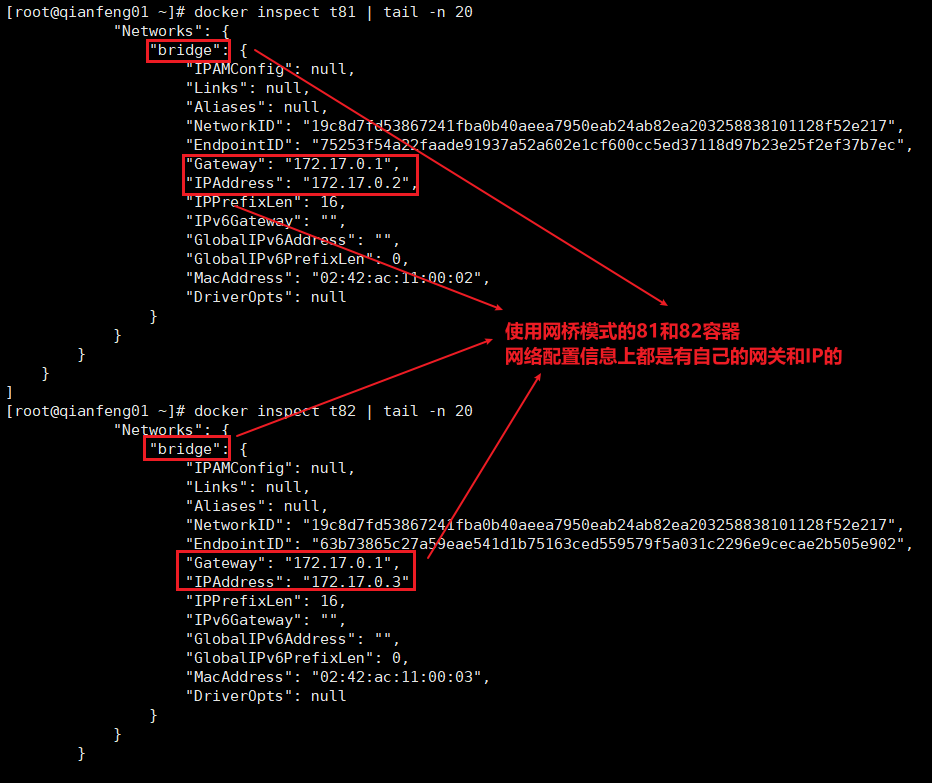 [root@qianfeng01 ~]# docker inspect t81 | tail -n 20
"Networks": {
"bridge": {
"IPAMConfig": null,
"Links": null,
"Aliases": null,
"NetworkID": "19c8d7fd53867241fba0b40aeea7950eab24ab82ea203258838101128f52e217",
"EndpointID": "75253f54a22faade91937a52a602e1cf600cc5ed37118d97b23e25f2ef37b7ec",
"Gateway": "172.17.0.1",
"IPAddress": "172.17.0.2",
"IPPrefixLen": 16,
"IPv6Gateway": "",
"GlobalIPv6Address": "",
"GlobalIPv6PrefixLen": 0,
"MacAddress": "02:42:ac:11:00:02",
"DriverOpts": null
}
}
}
}
]
使用网桥模式的81和82容器
网络配置信息上都是有自己的网关和IP的
[root@qianfeng01 ~]# docker inspect t82 | tail -n 20
"Networks": {
"bridge": {
"IPAMConfig": null,
"Links": null,
"Aliases": null,
"NetworkID": "19c8d7fd53867241fba0b40aeea7950eab24ab82ea203258838101128f52e217",
"EndpointID": "63b73865c27a59eae541d1b75163ced559579f5a031c2296e9cecae2b505e902",
"Gateway": "172.17.0.1",
"IPAddress": "172.17.0.3"
"IPPrefixLen": 16,
"IPv6Gateway": "",
"GlobalIPv6Address": "",
"GlobalIPv6PrefixLen": 0,
"MacAddress": "02:42:ac:11:00:03",
"DriverOpts": null
}
}
}